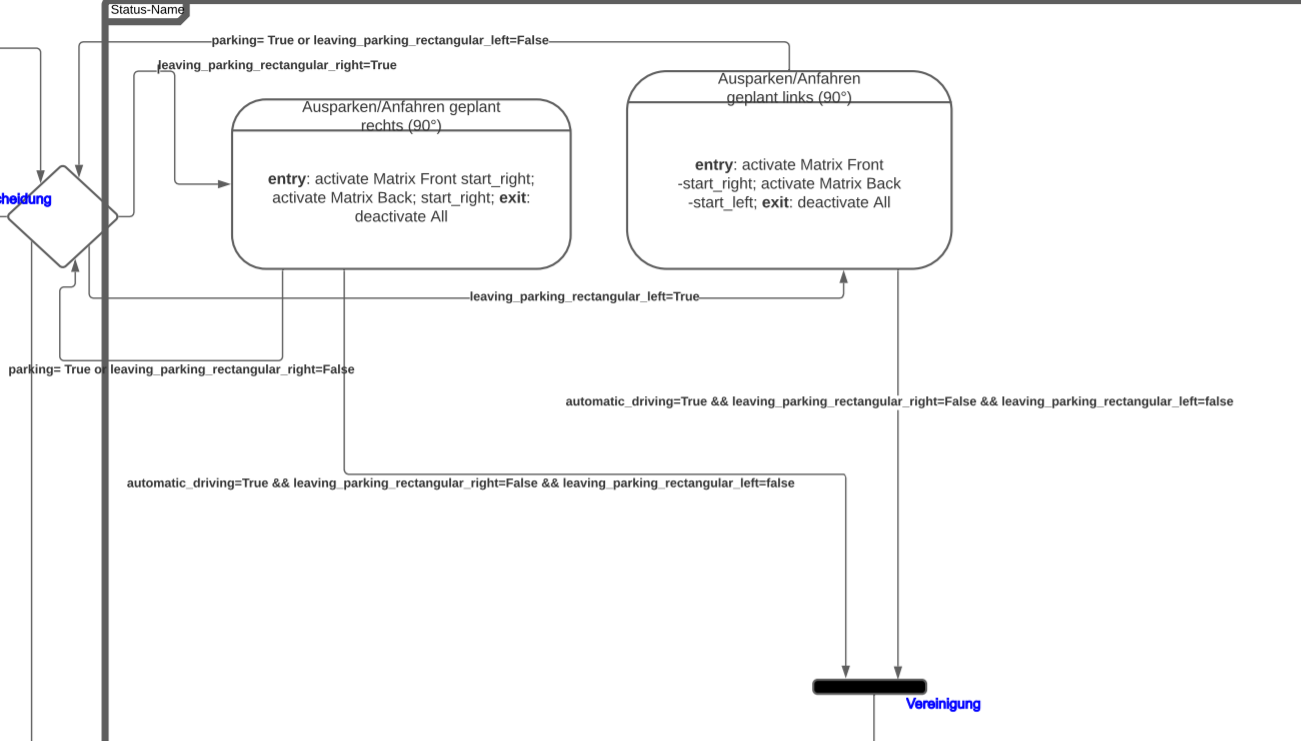 Status-Name
parking= True or leaving_parking_rectangular_left=False
leaving_parking_rectangular_right=True
Ausparken/Anfahren geplant
rechts (90°)
entry: activate Matrix Front start_right;
activate Matrix Back; start_right; exit:
deactivate All
Ausparken/Anfahren
geplant links (90°)
entry: activate Matrix Front
-start_right; activate Matrix Back
-start_left; exit: deactivate All
cheidung
leaving_parking_rectangular_left=True
parking= True or leaving_parking_rectangular_right=False
automatic_driving=True && leaving_parking_rectangular_right=False && leaving_parking_rectangular_left=false
automatic_driving=True && leaving_parking_rectangular_right=False && leaving_parking_rectangular_left=false
Vereinigung